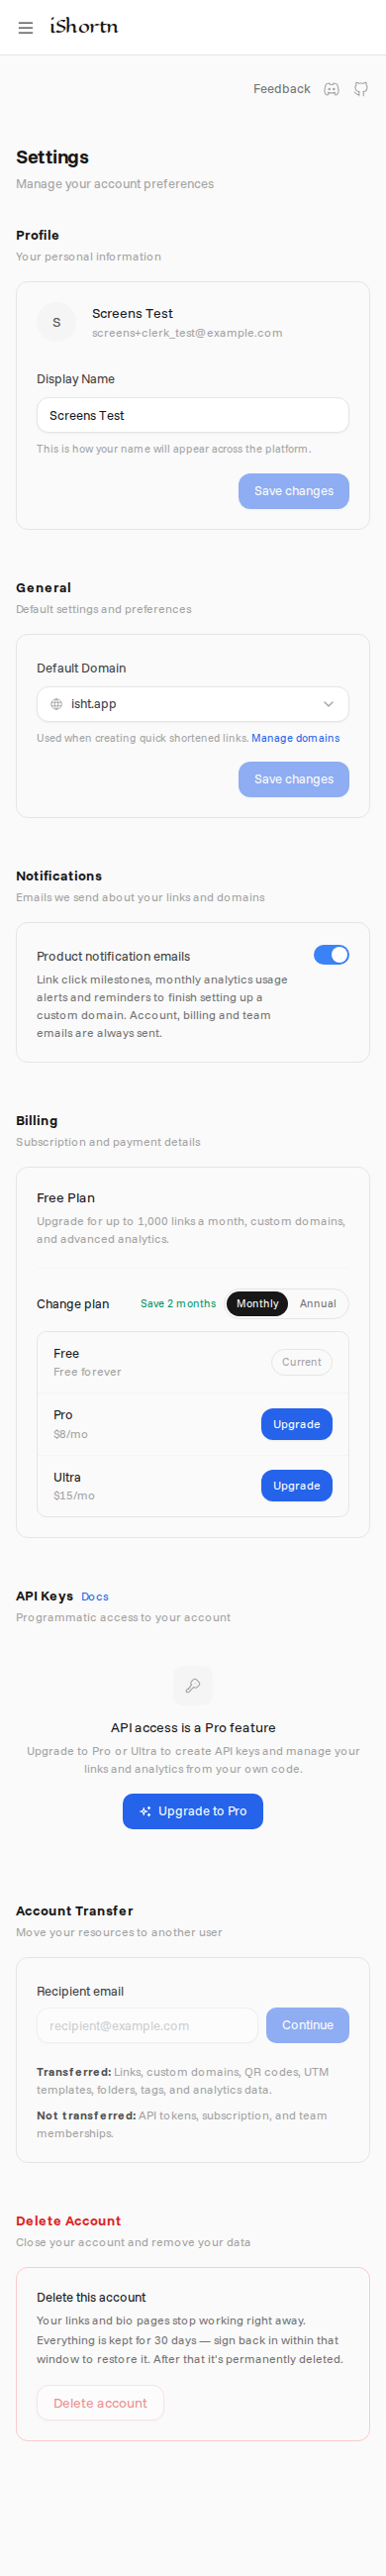 iShortn
Feedback
Settings
Manage your account preferences
Profile
Your personal information
S
Screens Test
screens+clerk_test@example.com
Display Name
Screens Test
This is how your name will appear across the platform.
Save changes
General
Default settings and preferences
Default Domain
isht.app
Used when creating quick shortened links. Manage domains
Save changes
Notifications
Emails we send about your links and domains
Product notification emails
Link click milestones, monthly analytics usage
alerts and reminders to finish setting up a
custom domain. Account, billing and team
emails are always sent.
Billing
Subscription and payment details
Free Plan
Upgrade for up to 1,000 links a month, custom domains,
and advanced analytics.
Change plan Save 2 months Monthly Annual
Free
Free forever
Current
Pro
$8/mo
Upgrade
Ultra
$15/mo
Upgrade
API Keys Docs
Programmatic access to your account
API access is a Pro feature
Upgrade to Pro or Ultra to create API keys and manage your
links and analytics from your own code.
Upgrade to Pro
Account Transfer
Move your resources to another user
Recipient email
recipient@example.com
Continue
Transferred: Links, custom domains, QR codes, UTM
templates, folders, tags, and analytics data.
Not transferred: API tokens, subscription, and team
memberships.
Delete Account
Close your account and remove your data
Delete this account
Your links and bio pages stop working right away.
Everything is kept for 30 days — sign back in within that
window to restore it. After that it's permanently deleted.
Delete account